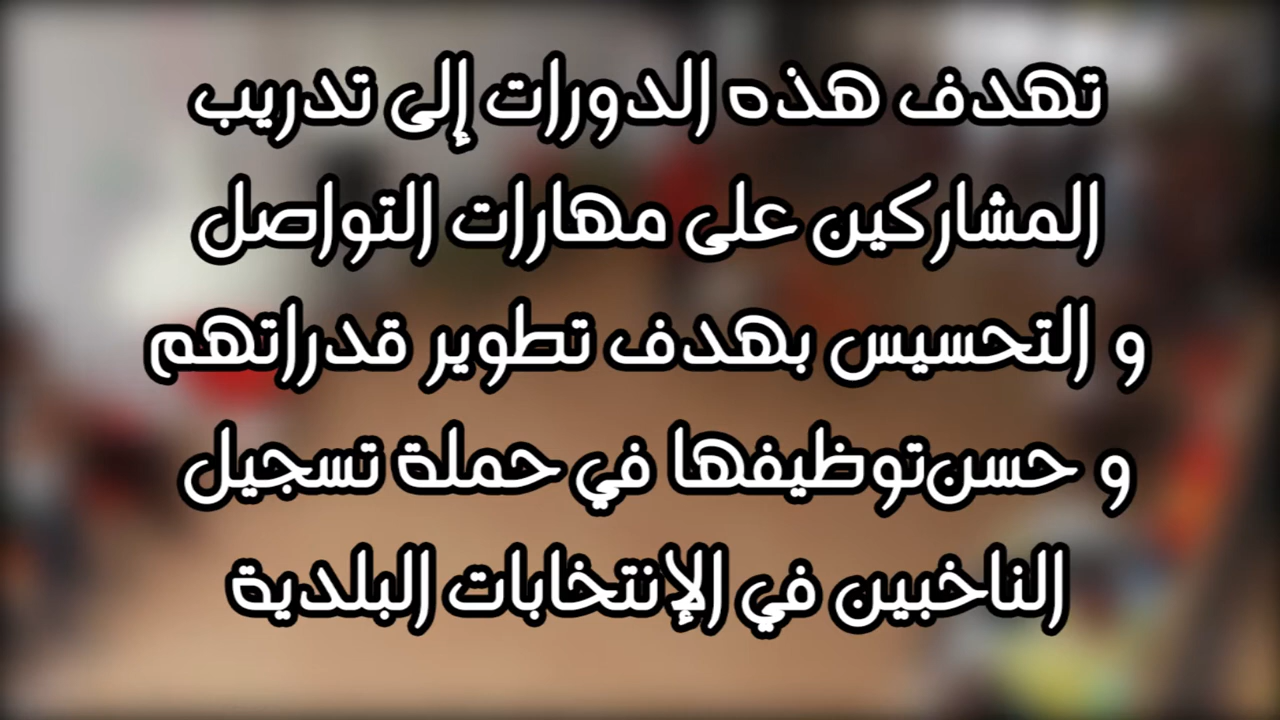 تهدف هذه الدورات إلى تدريب
المشاركين على مهارات التواصل
و التحسيس بهدف تطوير قدراتهم
و حسن توظيفها في حملة تسجيل
الناخبين في الإنتخابات البلدية